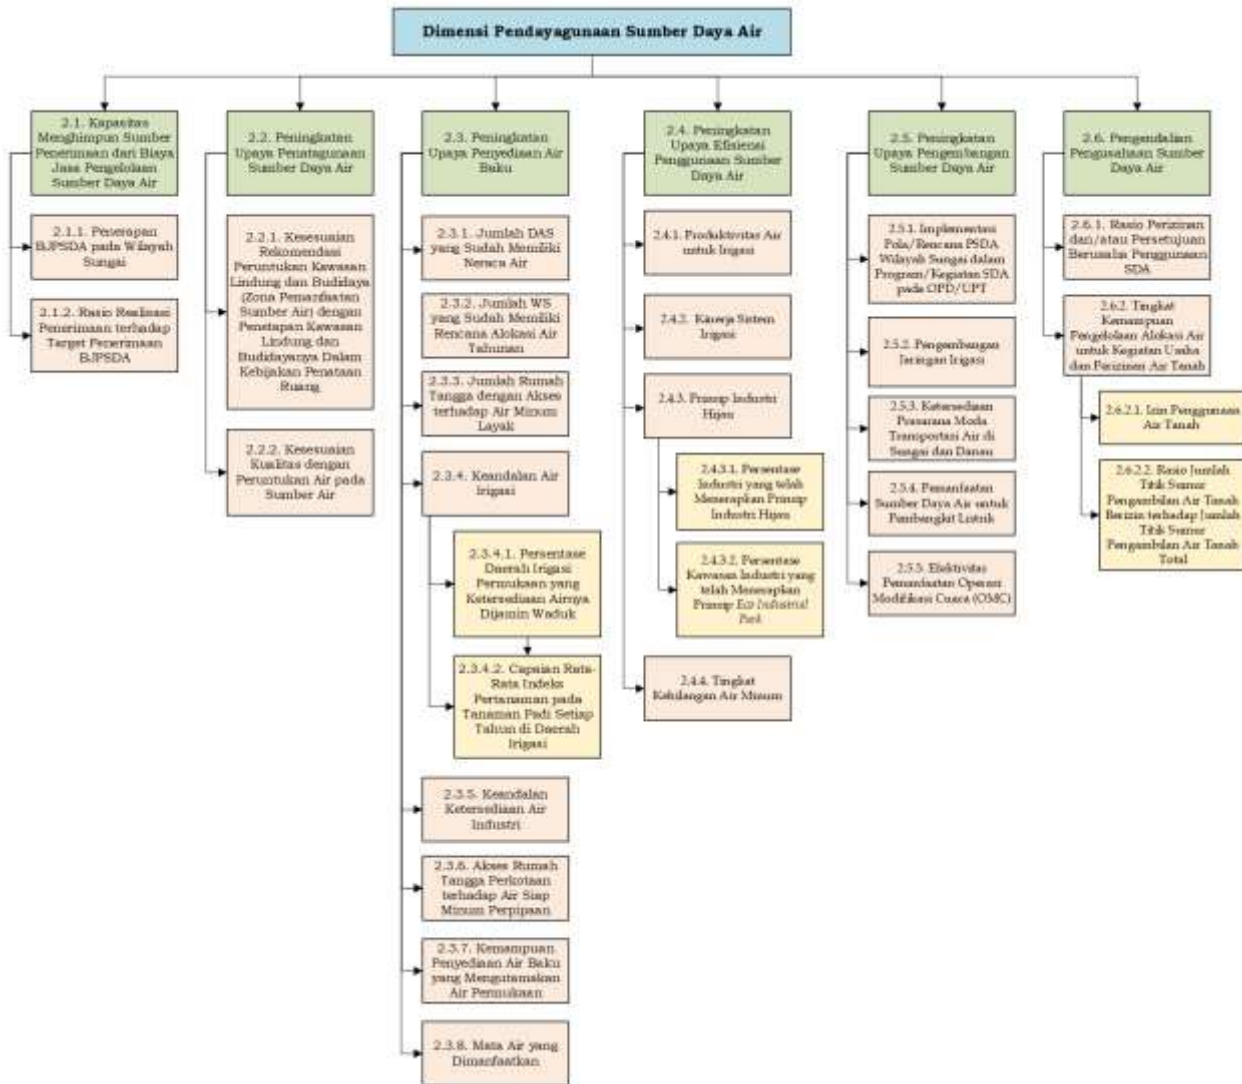 Dimensi Pendayagunaan Sumber Daya Air
2.1. Kapasitas
Menghimpun Sumber
Penerimaan dari Biaya
Jasa Pengelolaan
Sumber Daya Air
2.1.1. Penerapan
BJPSDA pada Wilayah
Sungai
2.1.2. Rasio Realisasi
Penerimaan terhadap
Target Penerimaan
BJPSDA
2.2. Peningkatan
Upaya Penatagunaan
Sumber Daya Air
2.2.1. Kesesuaian
Rekomendasi
Peruntukan Kawasan
Lindung dan Budidaya
(Zona Pemanfaatan
Sumber Air) dengan
Penetapan Kawasan
Lindung dan
Budidayanya Dalam
Kebijakan Penataan
Ruang
2.2.2. Kesesuaian
Kualitas dengan
Peruntukan Air pada
Sumber Air
2.3. Peningkatan
Upaya Penyediaan Air
Baku
2.3.1. Jumlah DAS
yang Sudah Memiliki
Neraca Air
2.3.2. Jumlah WS
yang Sudah Memiliki
Rencana Alokasi Air
Tahunan
2.3.3. Jumlah Rumah
Tangga dengan Akses
terhadap Air Minum
Layak
2.3.4. Keandalan Air
Irigasi
2.3.4.1. Persentase
Daerah Irigasi
Permukaan yang
Ketersediaan Airnya
Dijamin Waduk
2.3.4.2. Capaian Rata-
Rata Indeks
Pertanaman pada
Tanaman Padi Setiap
Tahun di Daerah
Irigasi
2.3.5. Keandalan
Ketersediaan Air
Industri
2.3.6. Akses Rumah
Tangga Perkotaan
terhadap Air Siap
Minum Perpipaan
2.3.7. Kemampuan
Penyediaan Air Baku
yang Mengutamakan
Air Permukaan
2.3.8. Mata Air yang
Dimanfaatkan
2.4. Peningkatan
Upaya Efisiensi
Penggunaan Sumber
Daya Air
2.4.1. Produktivitas Air
untuk Irigasi
2.4.2. Kinerja Sistem
Irigasi
2.4.3. Prinsip Industri
Hijau
2.4.3.1. Persentase
Industri yang telah
Menerapkan Prinsip
Industri Hijau
2.4.3.2. Persentase
Kawasan Industri yang
telah Menerapkan
Prinsip Eco Industrial
Park
2.4.4. Tingkat
Kehilangan Air Minum
2.5. Peningkatan
Upaya Pengembangan
Sumber Daya Air
2.5.1. Implementasi
Pola/Rencana PSDA
Wilayah Sungai dalam
Program/Kegiatan SDA
pada OPD/UPT
2.5.2. Pengembangan
Jaringan Irigasi
2.5.3. Ketersediaan
Prasarana Moda
Transportasi Air di
Sungai dan Danau
2.5.4. Pemanfaatan
Sumber Daya Air untuk
Pembangkit Listrik
2.5.5. Efektivitas
Pemanfaatan Operasi
Modifikasi Cuaca (OMC)
2.6. Pengendalian
Pengusahaan Sumber
Daya Air
2.6.1. Rasio Perizinan
dan/atau Persetujuan
Berusaha Penggunaan
SDA
2.6.2. Tingkat
Kemampuan
Pengelolaan Alokasi Air
untuk Kegiatan Usaha
dan Perizinan Air Tanah
2.6.2.1. Izin Penggunaan
Air Tanah
2.6.2.2. Rasio Jumlah
Titik Sumur
Pengambilan Air Tanah
Berizin terhadap Jumlah
Titik Sumur
Pengambilan Air Tanah
Total